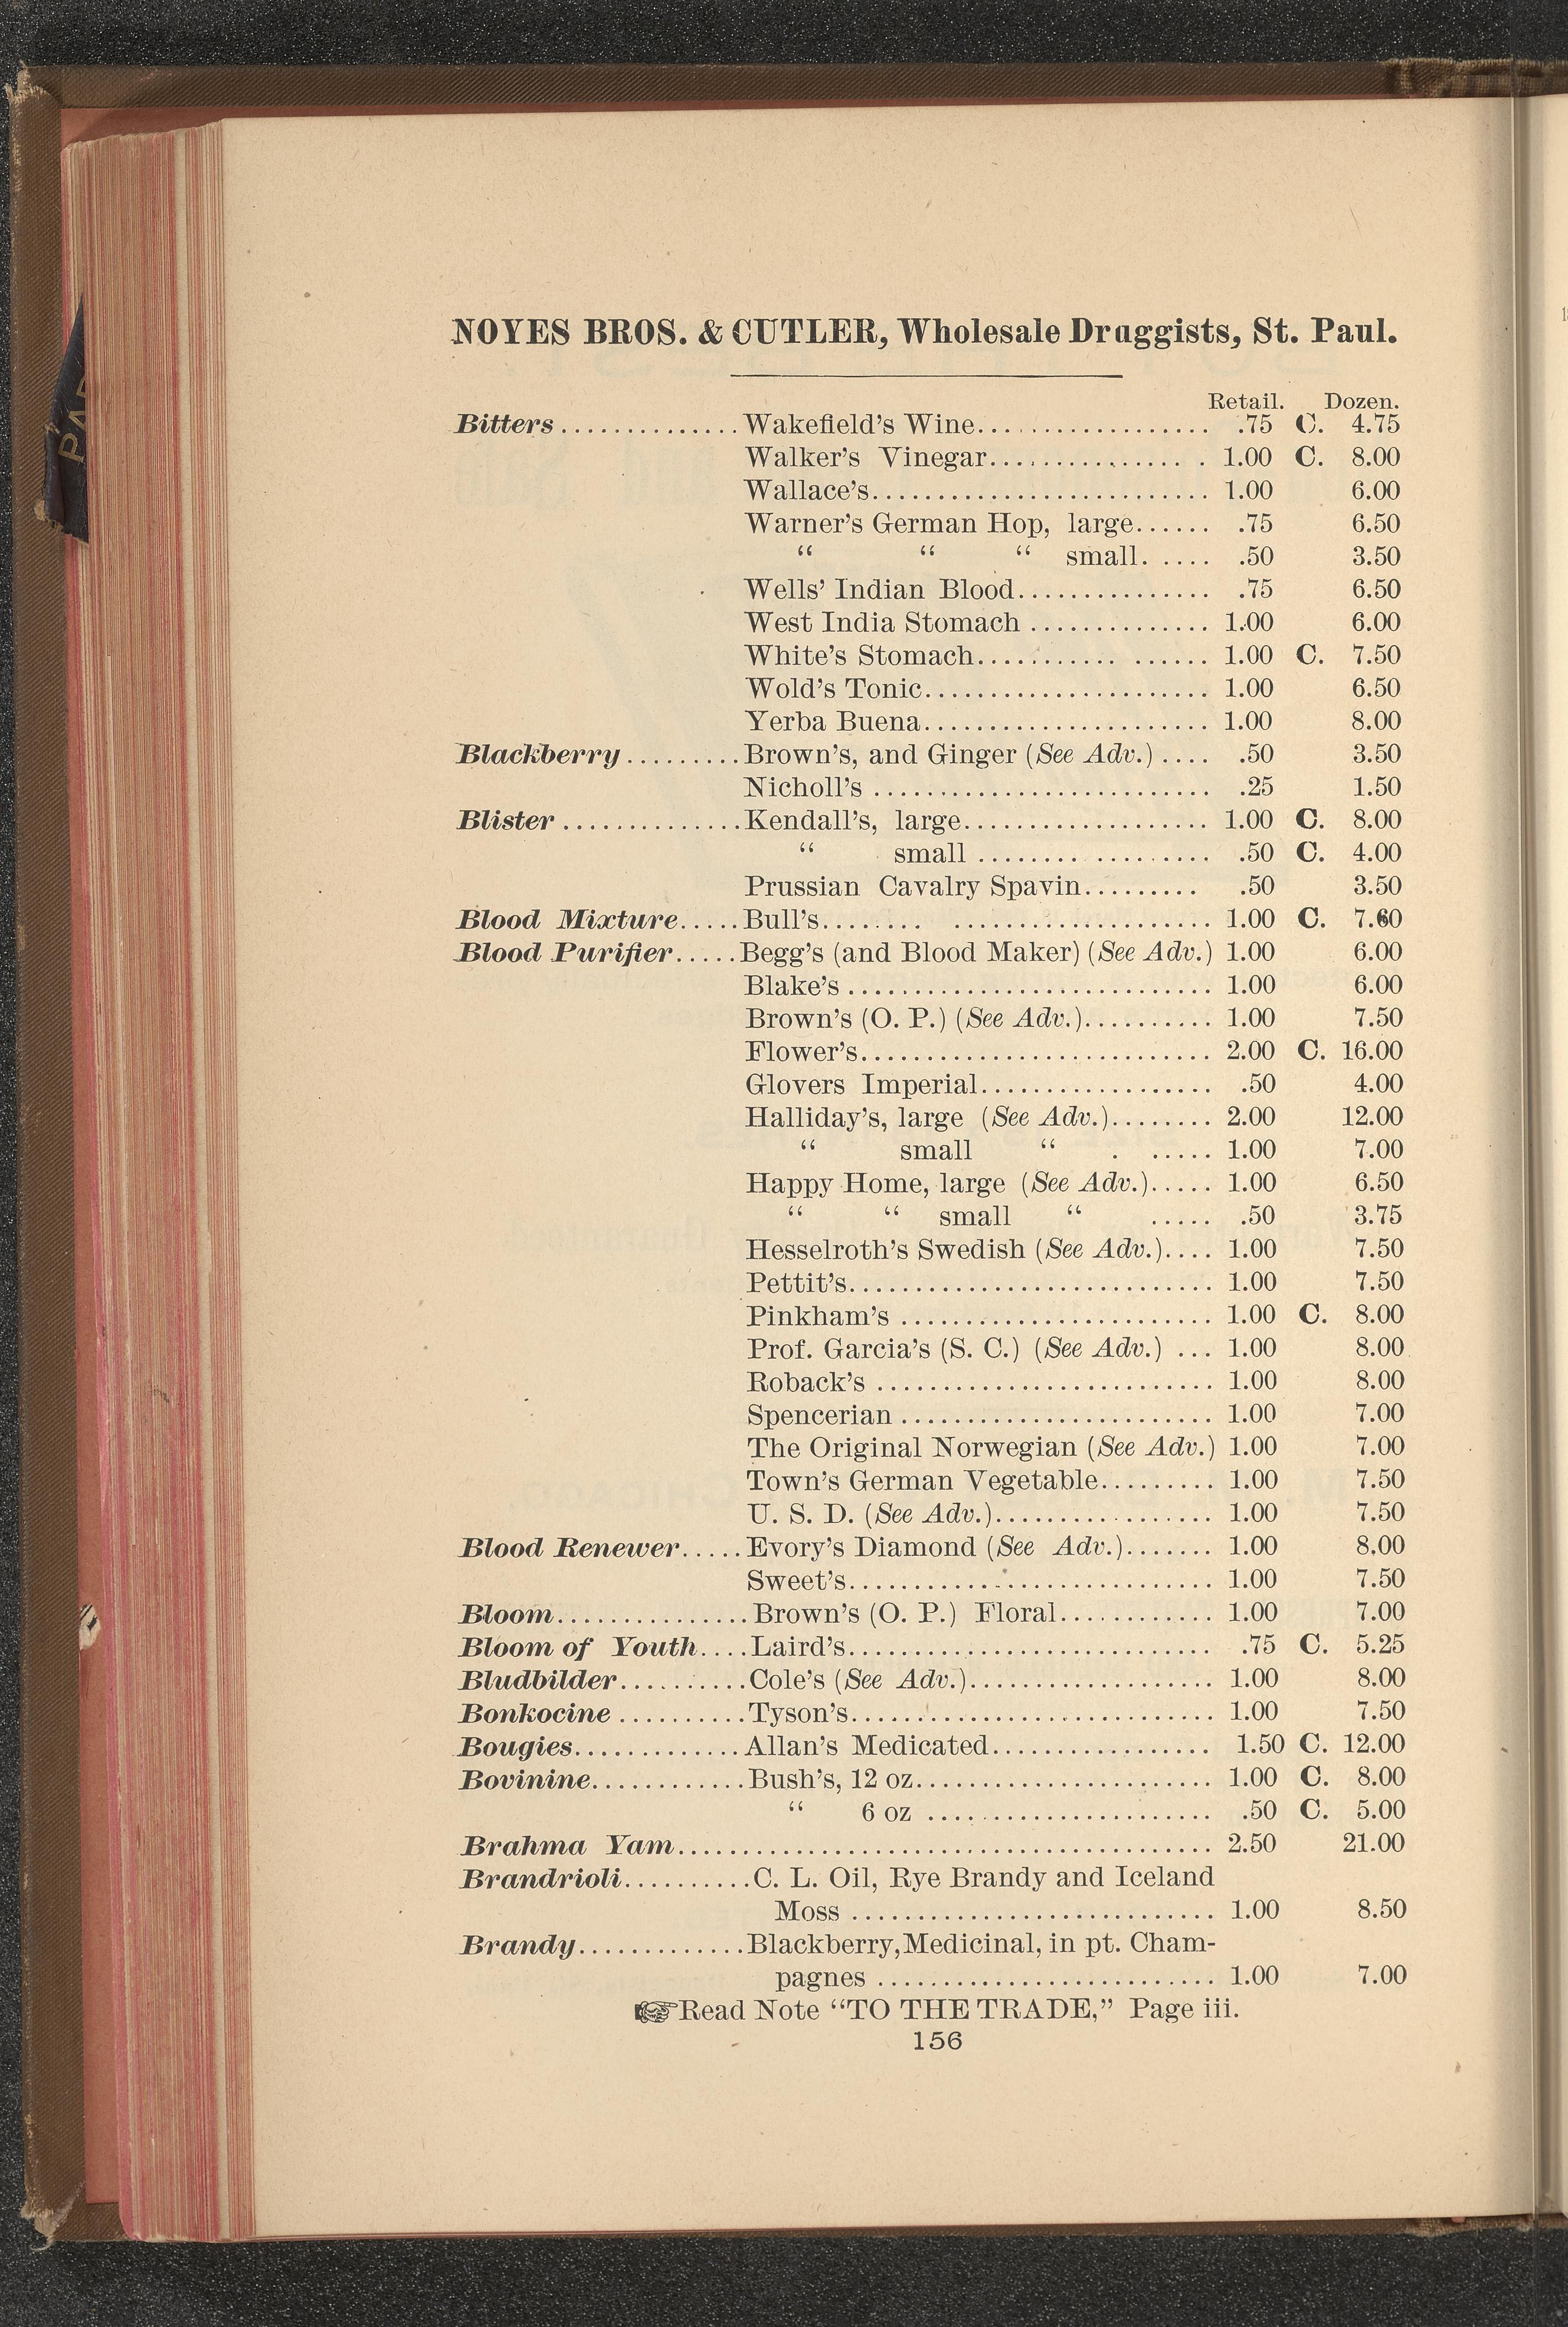 NOYES BROS. & CUTLER, Wholesale Druggists, St. Paul.
Retail. Dozen.
Bitters..............Wakefield's Wine.................. .75 C. 4.75
Walker's Vinegar................ 1.00 C. 8.00
Wallace's.......................... 1.00 6.00
Warner's German Hop, large...... .75 6.50
“ “ “ small. .... .50 3.50
Wells' Indian Blood............... .75 6.50
West India Stomach .............. 1.00 6.00
White's Stomach........... ...... 1.00 C. 7.50
Wold's Tonic...................... 1.00 6.50
Yerba Buena...................... 1.00 8.00
Blackberry.........Brown's, and Ginger (See Adv.).... .50 3.50
Nicholl's .......................... .25 1.50
Blister ..............Kendall's, large................... 1.00 C. 8.00
“ small ........ ......... .50 C. 4.00
Prussian Cavalry Spavin......... .50 3.50
Blood Mixture.....Bull's........ .................... 1.00 C. 7.60
Blood Purifier.....Begg's (and Blood Maker) (See Adv.) 1.00 6.00
Blake's ............................ 1.00 6.00
Brown's (O. P.) (See Adv.).......... 1.00 7.50
Flower's........................... 2.00 C. 16.00
Glovers Imperial.................. .50 4.00
Halliday's, large (See Adv.)........ 2.00 12.00
“ small “ . ..... 1.00 7.00
Happy Home, large (See Adv.)..... 1.00 6.50
“ “ small “ ..... .50 3.75
Hesselroth's Swedish (See Adv.).... 1.00 7.50
Pettit's............................ 1.00 7.50
Pinkham's ........................ 1.00 C. 8.00
Prof. Garcia's (S. C.) (See Adv.) ... 1.00 8.00
Roback's .......................... 1.00 8.00
Spencerian ........................ 1.00 7.00
The Original Norwegian (See Adv.) 1.00 7.00
Town's German Vegetable......... 1.00 7.50
U. S. D. (See Adv.)................. 1.00 7.50
Blood Renewer.....Evory's Diamond (See Adv.)....... 1.00 8.00
Sweet's............................ 1.00 7.50
Bloom...............Brown's (O. P.) Floral............ 1.00 7.00
Bloom of Youth....Laird's............................ .75 C. 5.25
Bludbilder..........Cole's (See Adv.)................... 1.00 8.00
Bonkocine ..........Tyson's............................ 1.00 7.50
Bougies.............Allan's Medicated................. 1.50 C. 12.00
Bovinine............Bush's, 12 oz....................... 1.00 C. 8.00
“ 6 oz ...................... .50 C. 5.00
Brahma Yam......................................... 2.50 21.00
Brandrioli..........C. L. Oil, Rye Brandy and Iceland
Moss ............................ 1.00 8.50
Brandy.............Blackberry, Medicinal, in pt. Cham-
pagnes .......................... 1.00 7.00
☞Read Note “TO THE TRADE,” Page iii.
156